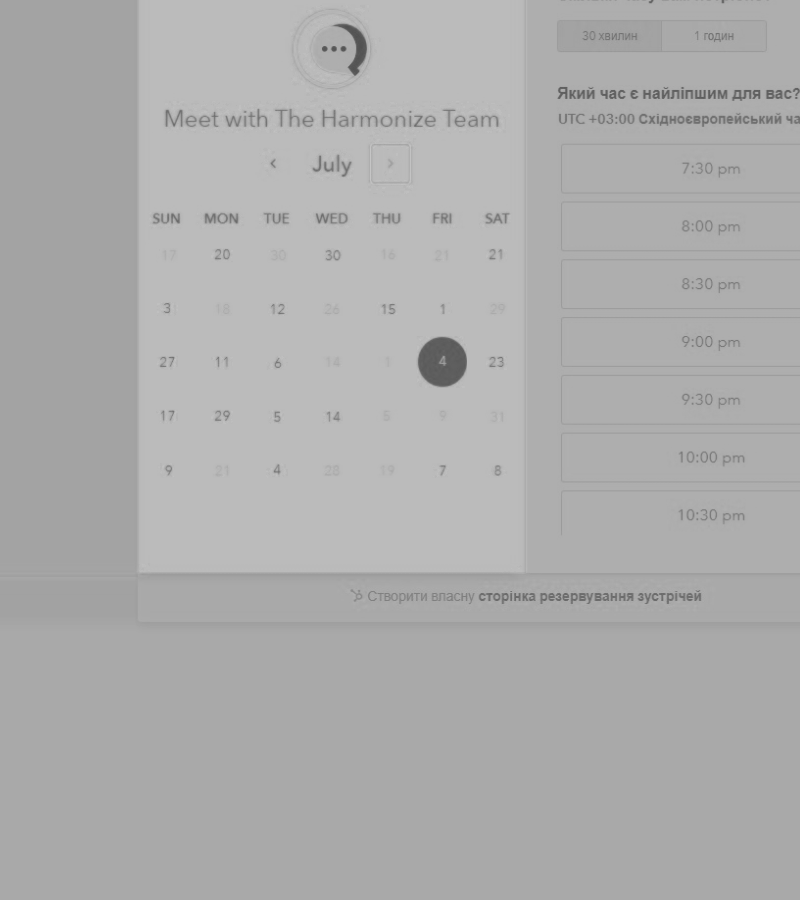 30 хвилин 1 годин
Meet with The Harmonize Team
Який час є найліпшим для вас?
UTC +03:00 Східноєвропейський
July
SUN MON TUE WED THU FRI SAT
17 20 30 30 16 21 21
3 18 12 26 15 1 29
27 11 6 14 1 4 23
17 29 5 14 5 9 31
9 21 4 28 19 7 8
7:30 pm
8:00 pm
8:30 pm
9:00 pm
9:30 pm
10:00 pm
10:30 pm
Створити власну сторінка резервування зустрічей